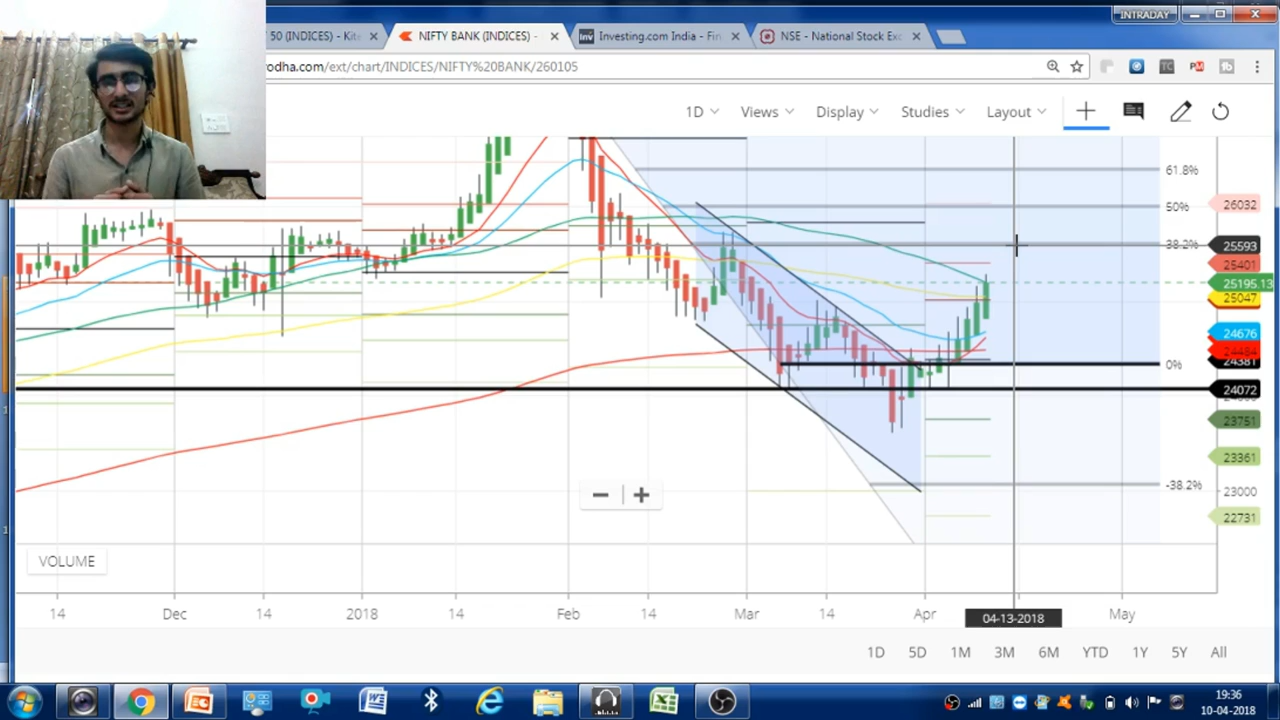 INTRADAY
50 (INDICES) - Kit
NIFTY BANK (INDICES) -
Inv Investing.com India - Fin
NSE - National Stock Exc
rodha.com/ext/chart/INDICES/NIFTY%20BANK/260105
1D Views Display Studies Layout
61.8%
26032
50%
38.2%
25593
25401
25195.13
25047
24676
24484
24381
0%
24072
23751
23361
-38.2%
23000
22731
VOLUME
14 Dec 14 2018 14 Feb 14 Mar 14 Apr May
04-13-2018
1D 5D 1M 3M 6M YTD 1Y 5Y All
19:36
10-04-2018